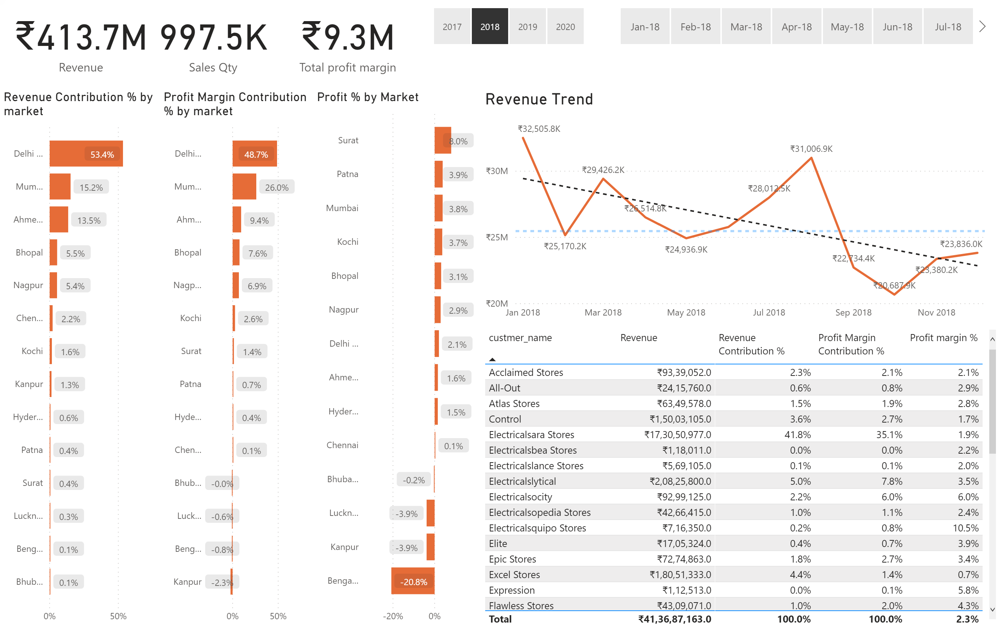 ₹413.7M
Revenue
997.5K
Sales Qty
₹9.3M
Total profit margin
2017 2018 2019 2020
Jan-18 Feb-18 Mar-18 Apr-18 May-18 Jun-18 Jul-18
Revenue Contribution % by
market
Delhi ... 53.4%
Mum... 15.2%
Ahme... 13.5%
Bhopal 5.5%
Nagpur 5.4%
Chen... 2.2%
Kochi 1.6%
Kanpur 1.3%
Hyder... 0.6%
Patna 0.4%
Surat 0.4%
Luckn... 0.3%
Beng... 0.1%
Bhub... 0.1%
0% 50%
Profit Margin Contribution
% by market
Delhi... 48.7%
Mum... 26.0%
Ahm... 9.4%
Bhopal 7.6%
Nagp... 6.9%
Kochi 2.6%
Surat 1.4%
Patna 0.7%
Hyde... 0.4%
Chen... 0.1%
Bhub... -0.0%
Luck... -0.6%
Beng... -0.8%
Kanpur -2.3%
0% 50%
Profit % by Market
Surat 8.0%
Patna 3.9%
Mumbai 3.8%
Kochi 3.7%
Bhopal 3.1%
Nagpur 2.9%
Delhi ... 2.1%
Ahme... 1.6%
Hyder... 1.5%
Chennai 0.1%
Bhuba... -0.2%
Luckn... -3.9%
Kanpur -3.9%
Benga... -20.8%
-20% 0%
Revenue Trend
₹32,505.8K
₹31,006.9K
₹30M
₹29,426.2K
₹28,012.5K
₹26,514.8K
₹25M
₹25,170.2K
₹24,936.9K
₹23,836.0K
₹22,734.4K
₹23,380.2K
₹20,687.9K
₹20M
Jan 2018 Mar 2018 May 2018 Jul 2018 Sep 2018 Nov 2018
custmer_name Revenue Revenue Profit Margin Profit margin %
Contribution % Contribution %
Acclaimed Stores ₹93,39,052.0 2.3% 2.1% 2.1%
All-Out ₹24,15,760.0 0.6% 0.8% 2.9%
Atlas Stores ₹63,49,578.0 1.5% 1.9% 2.8%
Control ₹1,50,03,105.0 3.6% 2.7% 1.7%
Electricalsara Stores ₹17,30,50,977.0 41.8% 35.1% 1.9%
Electricalsbea Stores ₹1,18,011.0 0.0% 0.0% 2.2%
Electricalslance Stores ₹5,69,105.0 0.1% 0.1% 2.0%
Electricalslytical ₹2,08,25,800.0 5.0% 7.8% 3.5%
Electricalsocity ₹92,99,125.0 2.2% 6.0% 6.0%
Electricalsopedia Stores ₹42,66,415.0 1.0% 1.1% 2.4%
Electricalsquipo Stores ₹7,16,350.0 0.2% 0.8% 10.5%
Elite ₹17,05,324.0 0.4% 0.7% 3.9%
Epic Stores ₹72,74,863.0 1.8% 2.7% 3.4%
Excel Stores ₹1,80,51,333.0 4.4% 1.4% 0.7%
Expression ₹1,12,513.0 0.0% 0.1% 5.8%
Flawless Stores ₹43,09,071.0 1.0% 2.0% 4.3%
Total ₹41,36,87,163.0 100.0% 100.0% 2.3%